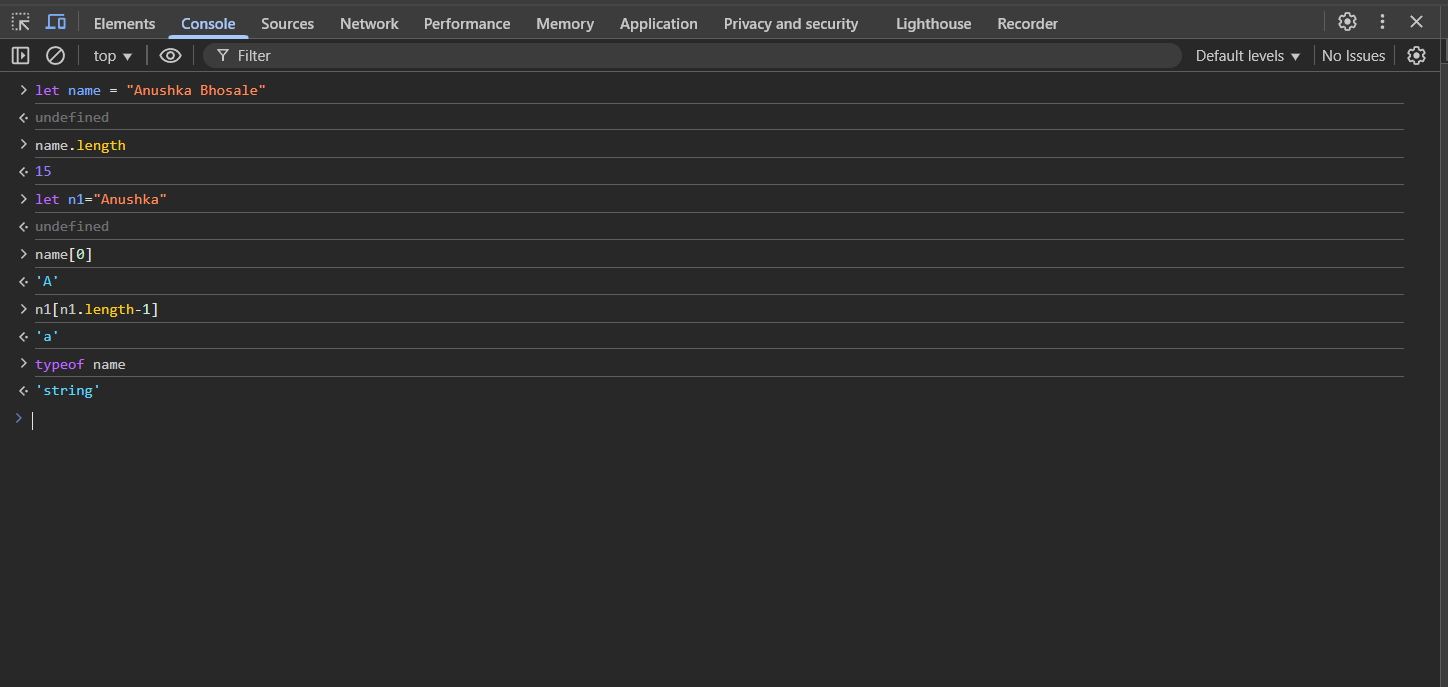 Elements Console Sources Network Performance Memory Application Privacy and security Lighthouse Recorder
top Filter Default levels No Issues
let name = "Anushka Bhosale"
undefined
name.length
15
let n1="Anushka"
undefined
name[0]
'A'
n1[n1.length-1]
'a'
typeof name
'string'